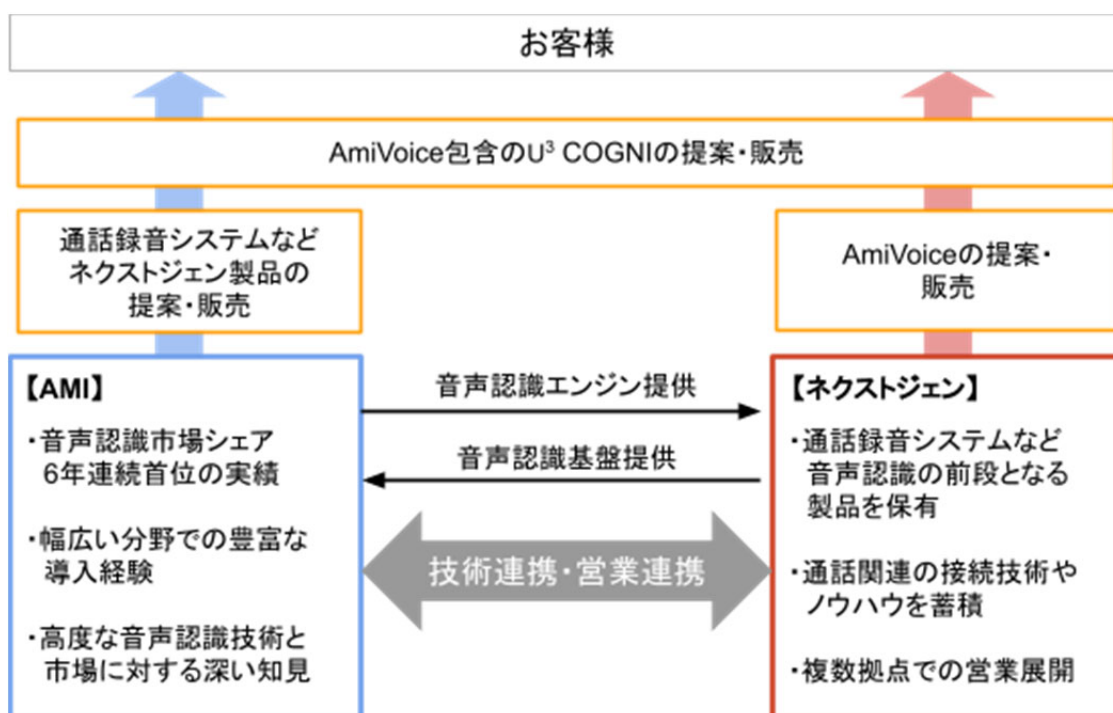 お客様
AmiVoice包含のU³ COGNIの提案・販売
通話録音システムなど
ネクストジェン製品の
提案・販売
AmiVoiceの提案・
販売
【AMI】
・音声認識市場シェア
6年連続首位の実績
・幅広い分野での豊富な
導入経験
・高度な音声認識技術と
市場に対する深い知見
音声認識エンジン提供
音声認識基盤提供
技術連携・営業連携
【ネクストジェン】
・通話録音システムなど
音声認識の前段となる
製品を保有
・通話関連の接続技術や
ノウハウを蓄積
・複数拠点での営業展開